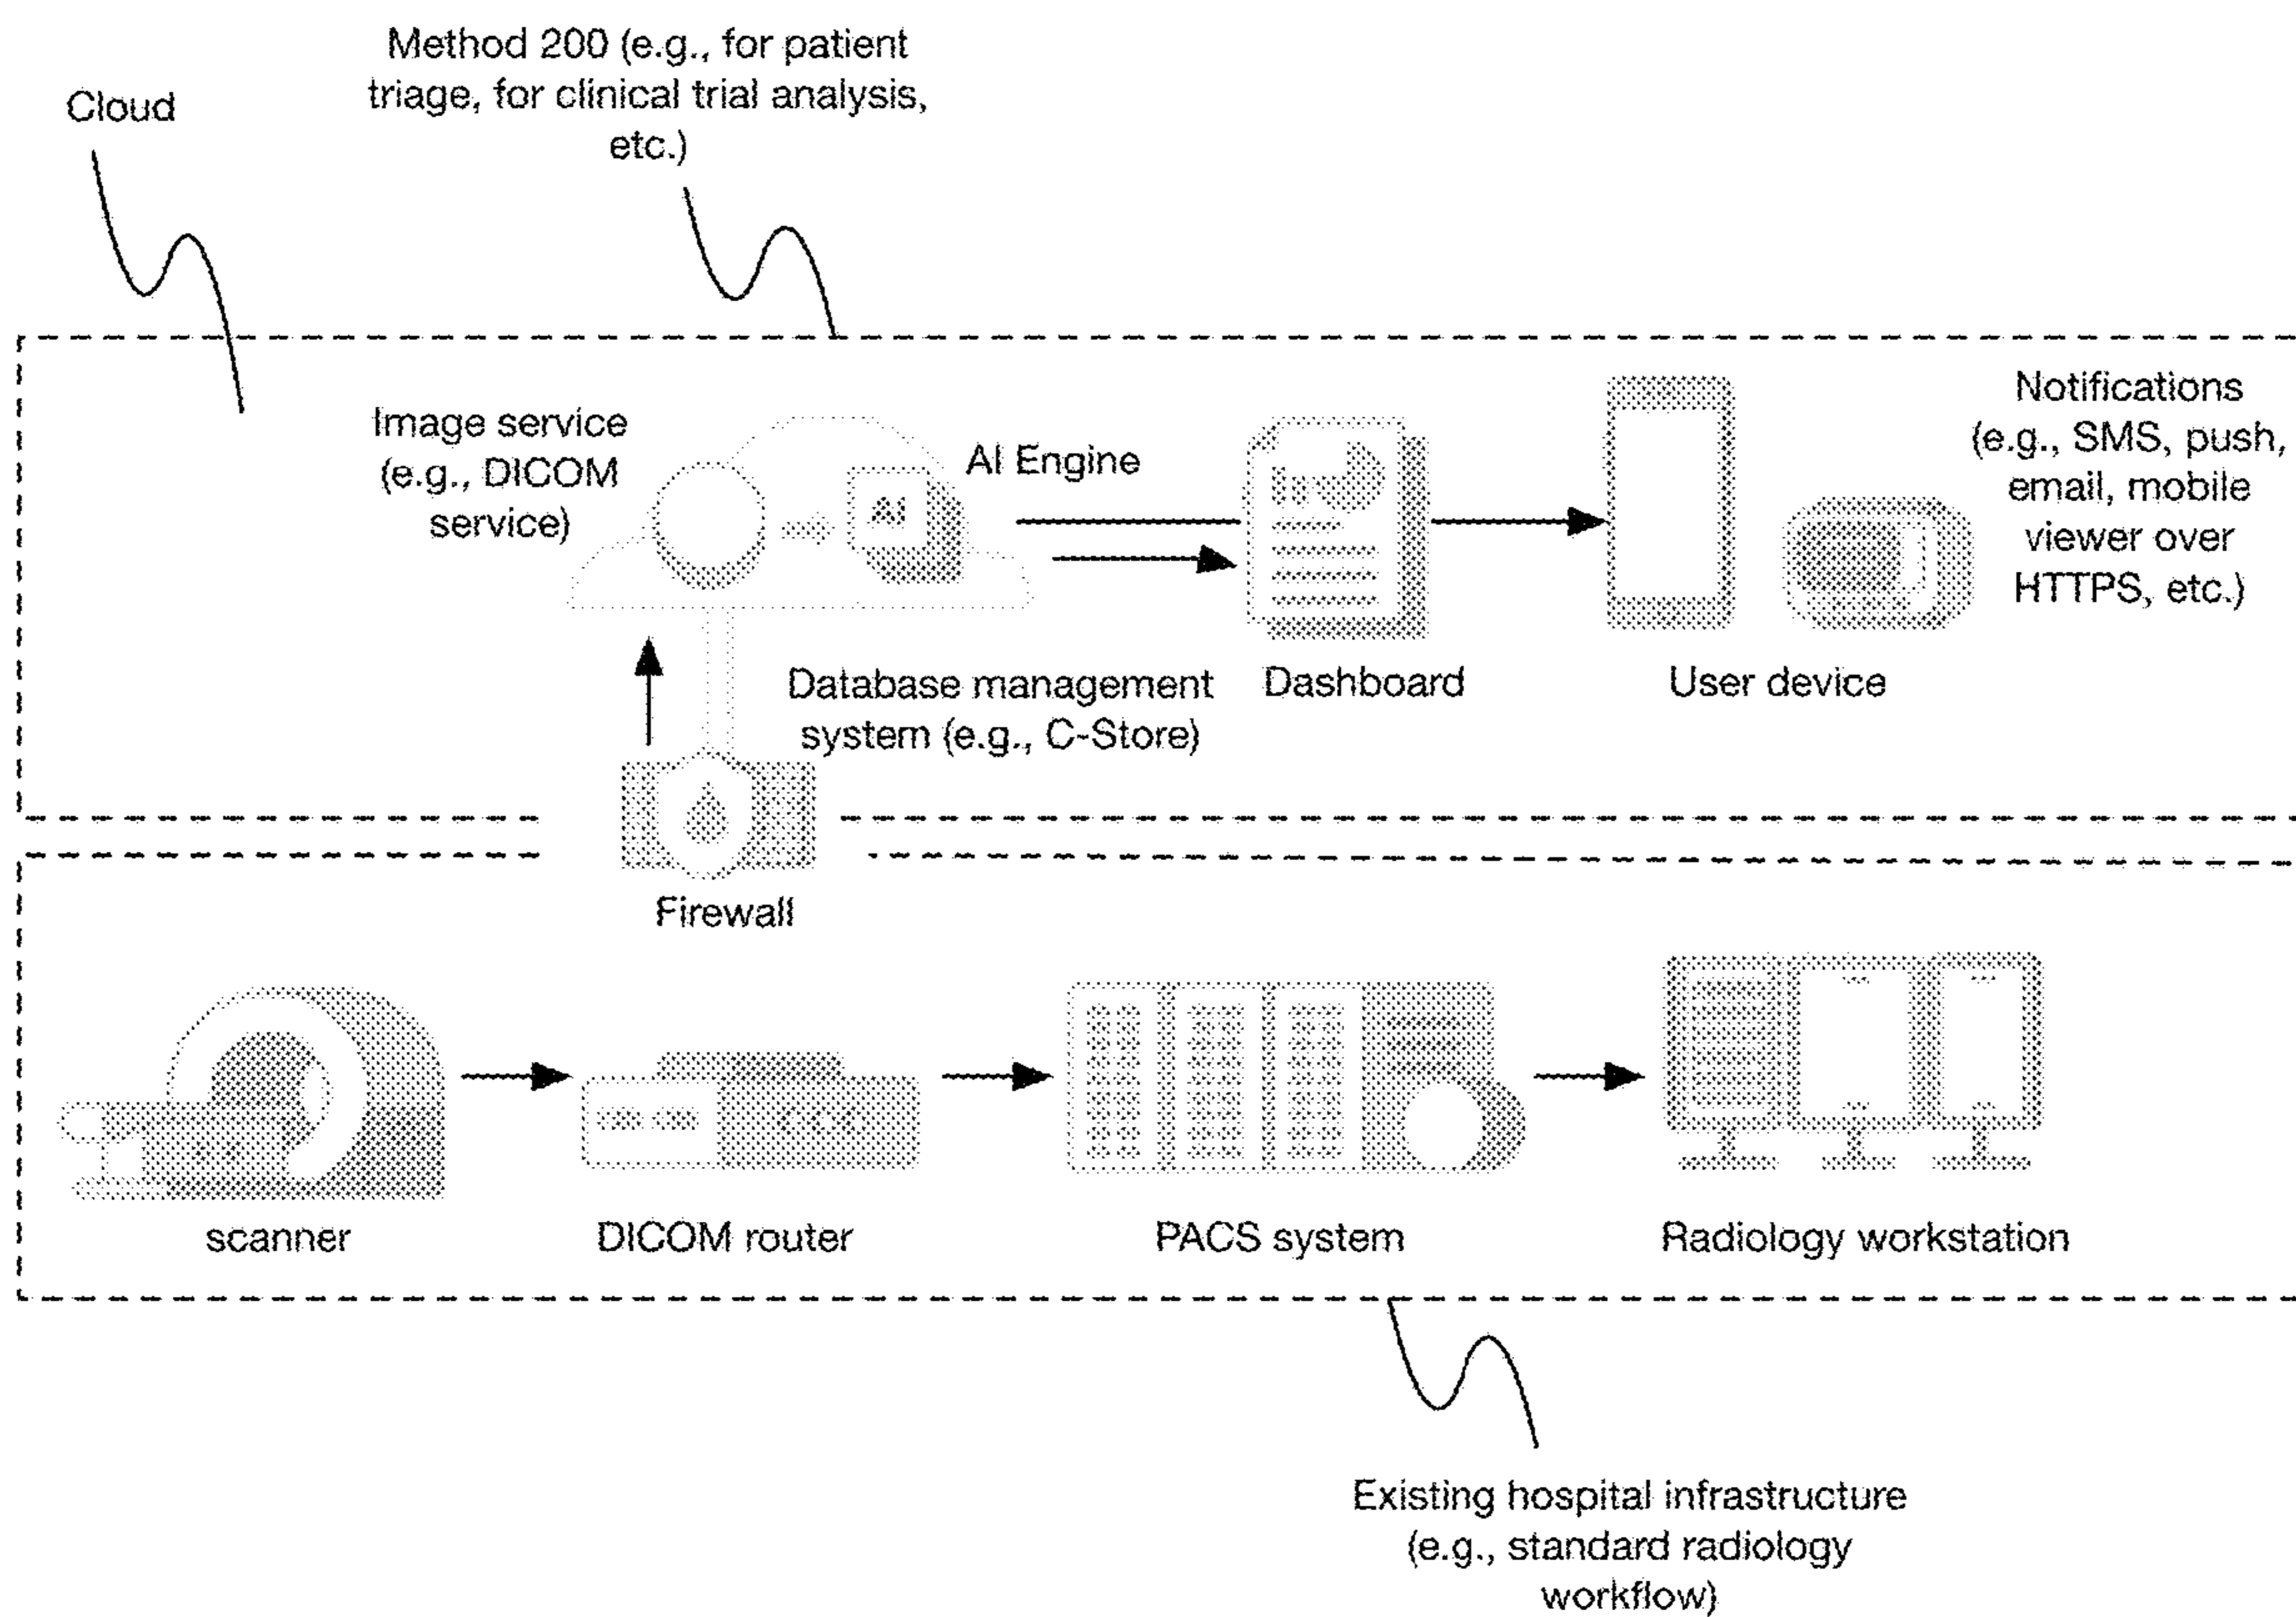 Method 200 (e.g., for patient
triage, for clinical trial analysis,
etc.)
Cloud
Image service
(e.g., DICOM
service)
AI
AI Engine
Notifications
(e.g., SMS, push,
email, mobile
viewer over
HTTPS, etc.)
Database management
system (e.g., C-Store)
Dashboard
User device
Firewall
scanner
DICOM router
PACS system
Radiology workstation
Existing hospital infrastructure
(e.g., standard radiology
workflow)